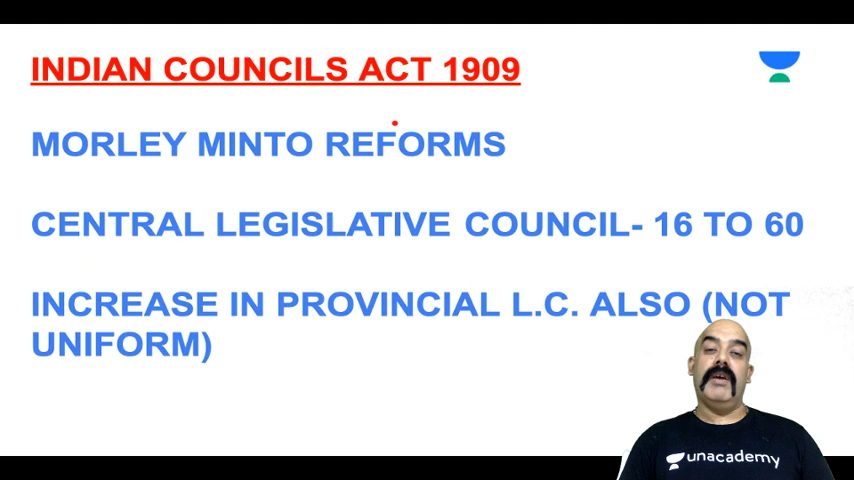 INDIAN COUNCILS ACT 1909
MORLEY MINTO REFORMS
CENTRAL LEGISLATIVE COUNCIL- 16 TO 60
INCREASE IN PROVINCIAL L.C. ALSO (NOT
UNIFORM)
unacademy